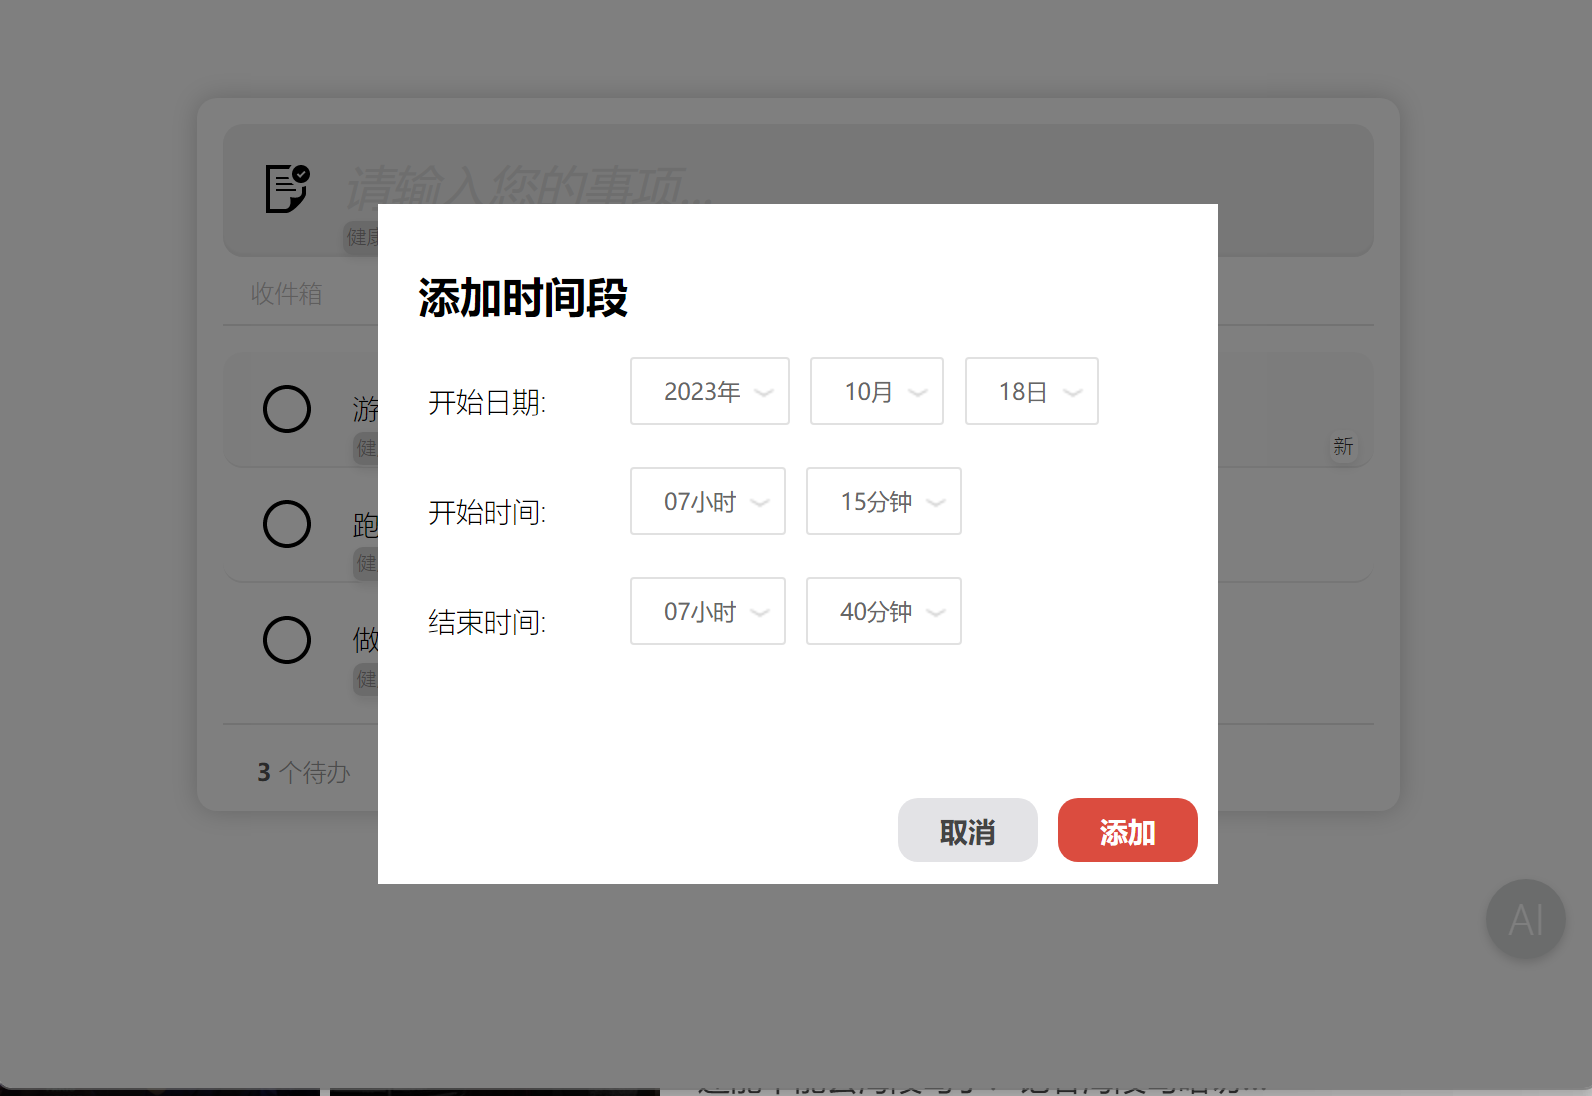 请输入您的事项...
健康
收件箱
添加时间段
开始日期: 2023年 10月 18日
游
健
新
开始时间: 07小时 15分钟
跑
健
结束时间: 07小时 40分钟
做
健
3 个待办
取消 添加
AI